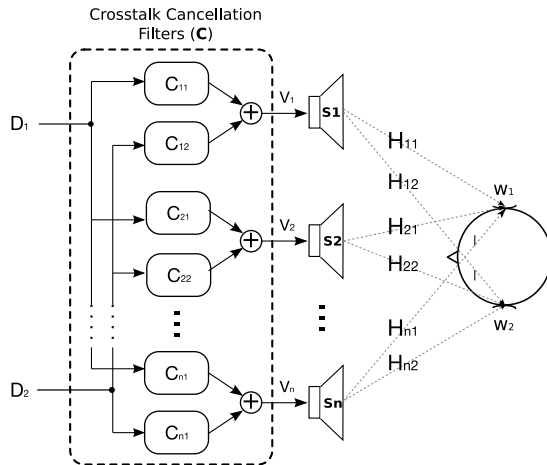 Crosstalk Cancellation
Filters (C)
D1
D2
C11
C12
C21
C22
Cn1
Cn1
V1
V2
Vn
S1
S2
Sn
H11
H12
H21
H22
Hn1
Hn2
w1
w2